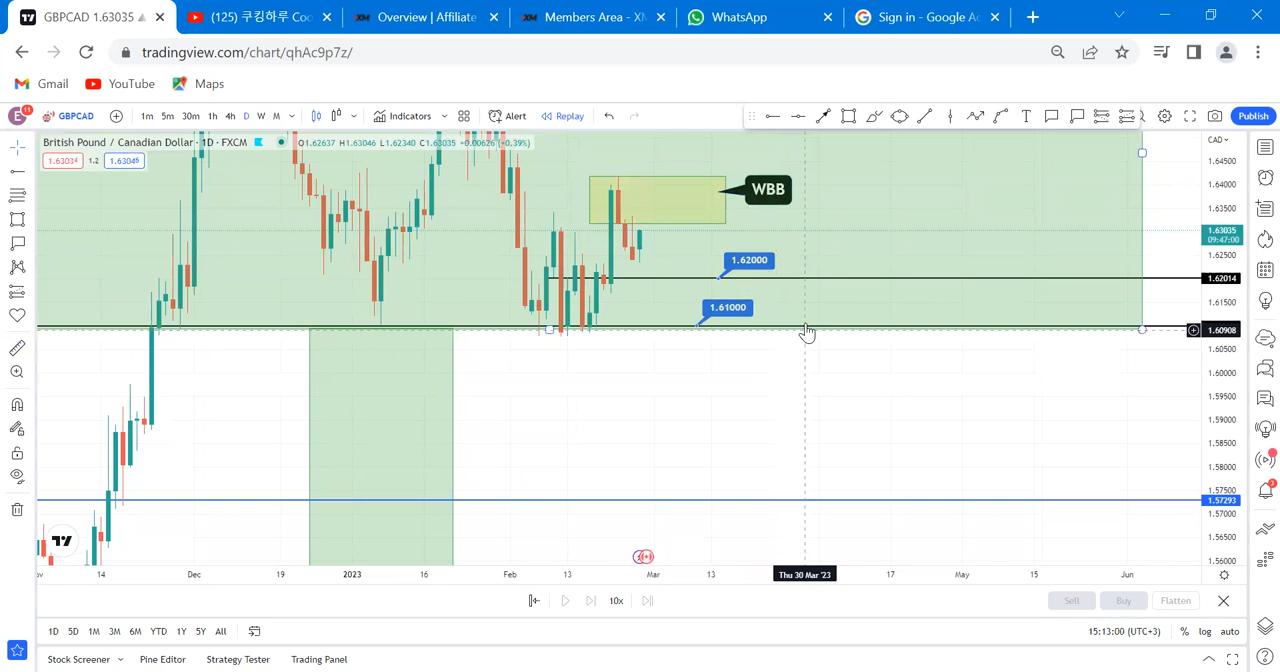 GBPCAD 1.63035
(125) 쿠킹하루 Coo
XM Overview | Affiliate
XM Members Area - XM
WhatsApp
Sign in - Google Ac
tradingview.com/chart/qhAc9p7z/
Gmail YouTube Maps
E 11 GBPCAD 1m 5m 30m 1h 4h D W M Indicators Alert Replay T Publish
British Pound / Canadian Dollar · 1D · FXCM O1.62637 H1.63046 L1.62340 C1.63035 +0.00626 (+0.39%)
1.63034 1.2 1.63046
CAD
1.64500
1.64000
1.63500
1.63035
09:47:00
1.62500
1.62014
1.61500
1.60908
1.60500
1.60000
1.59500
1.59000
1.58500
1.58000
1.57293
1.57000
1.56500
1.56000
WBB
1.62000
1.61000
14 Dec 19 2023 16 Feb 13 Mar 13 Thu 30 Mar '23 17 May 15 Jun
10x Sell Buy Flatten
1D 5D 1M 3M 6M YTD 1Y 5Y All 15:13:00 (UTC+3) % log auto
Stock Screener Pine Editor Strategy Tester Trading Panel